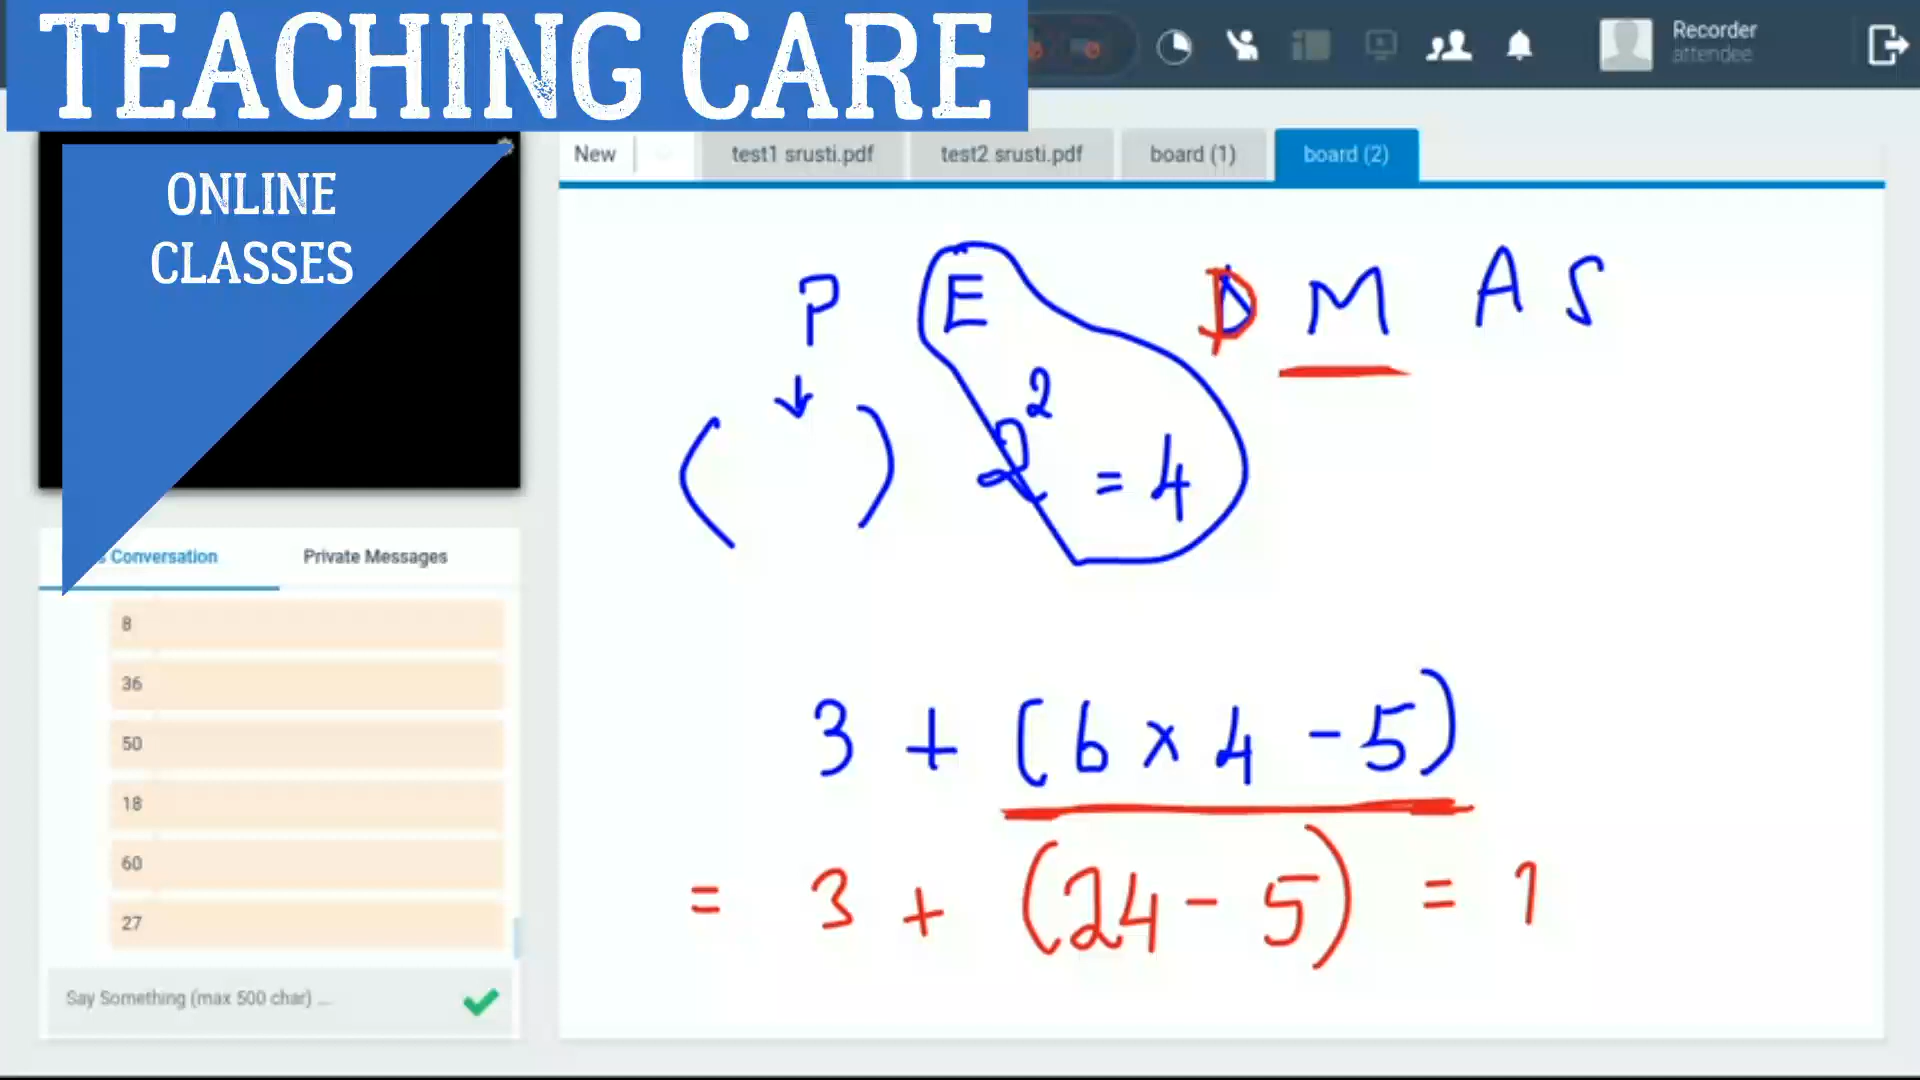 TEACHING CARE
ONLINE
CLASSES
Recorder
attendee
New
test1 srusti.pdf
test2 srusti.pdf
board (1)
board (2)
P E D M A S
( ) 2² = 4
3 + (6 × 4 - 5)
= 3 + (24 - 5) = 1
s Conversation
Private Messages
8
36
50
18
60
27
Say Something (max 500 char) ...